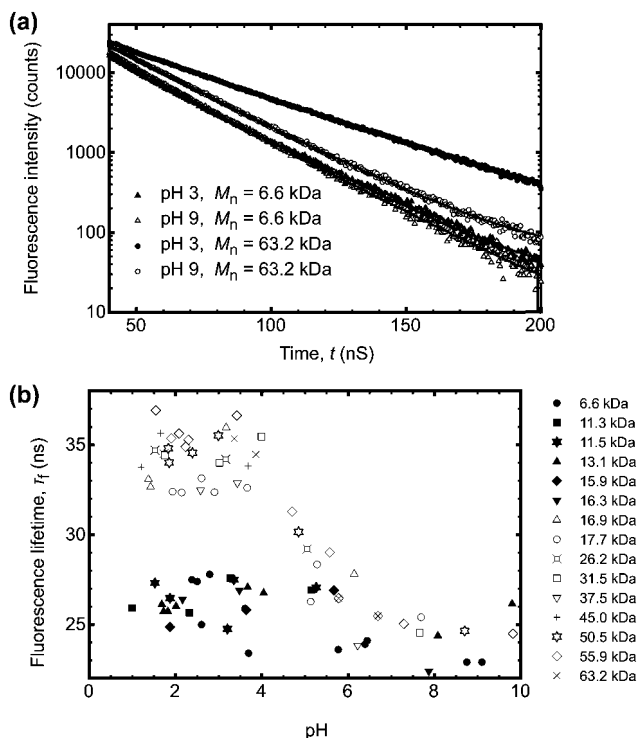 (a)
Fluorescence intensity (counts)
10000
1000
100
10
▲ pH 3, Mn = 6.6 kDa
△ pH 9, Mn = 6.6 kDa
● pH 3, Mn = 63.2 kDa
○ pH 9, Mn = 63.2 kDa
50 100 150 200
Time, t (nS)
(b)
Fluorescence lifetime, τf (ns)
35
31
28
25
0 2 4 6 8 10
pH
6.6 kDa
11.3 kDa
11.5 kDa
13.1 kDa
15.9 kDa
16.3 kDa
16.9 kDa
17.7 kDa
26.2 kDa
31.5 kDa
37.5 kDa
45.0 kDa
50.5 kDa
55.9 kDa
63.2 kDa